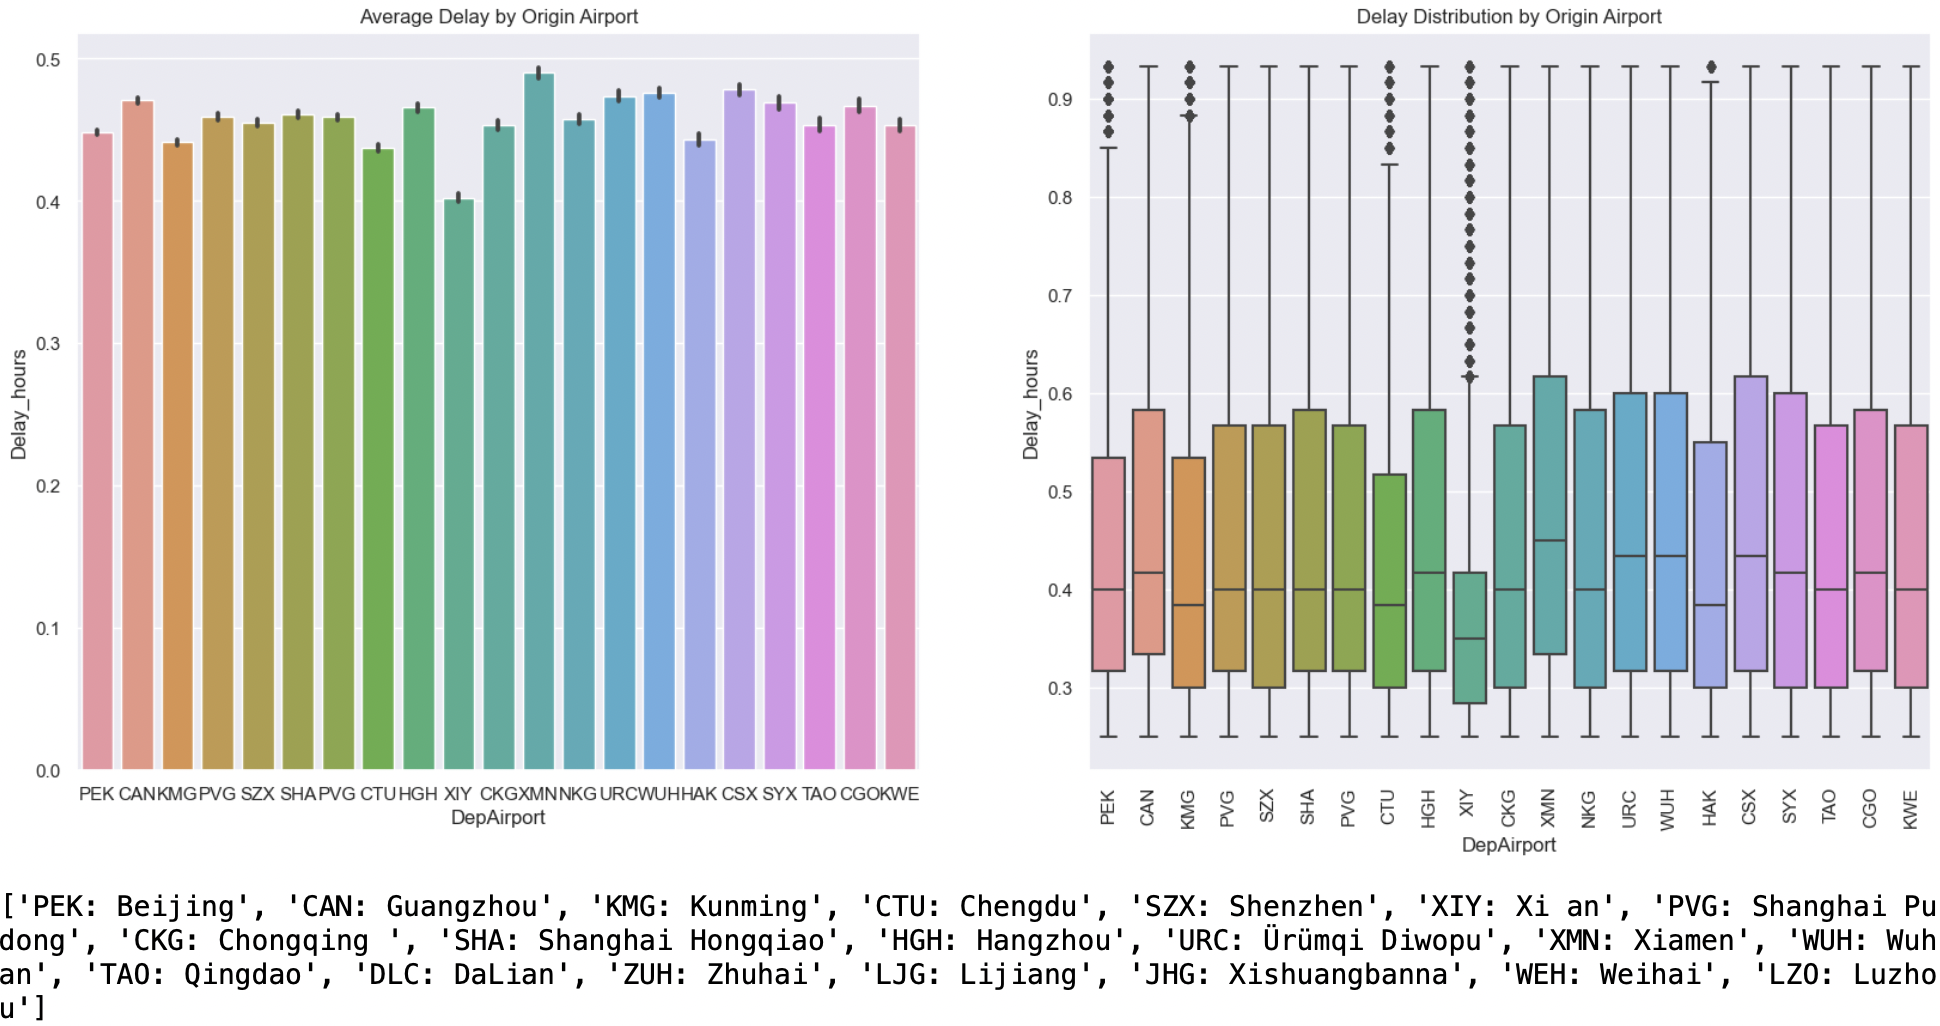 Average Delay by Origin Airport
0.5
0.4
0.3
0.2
0.1
0.0
Delay_hours
PEK CAN KMG PVG SZX SHA PVG CTU HGH XIY CKG XMN NKG URC WUH HAK CSX SYX TAO CGO KWE
DepAirport
Delay Distribution by Origin Airport
0.9
0.8
0.7
0.6
0.5
0.4
0.3
Delay_hours
PEK CAN KMG PVG SZX SHA PVG CTU HGH XIY CKG XMN NKG URC WUH HAK CSX SYX TAO CGO KWE
DepAirport
['PEK: Beijing', 'CAN: Guangzhou', 'KMG: Kunming', 'CTU: Chengdu', 'SZX: Shenzhen', 'XIY: Xi an', 'PVG: Shanghai Pu
dong', 'CKG: Chongqing ', 'SHA: Shanghai Hongqiao', 'HGH: Hangzhou', 'URC: Ürümqi Diwopu', 'XMN: Xiamen', 'WUH: Wuh
an', 'TAO: Qingdao', 'DLC: DaLian', 'ZUH: Zhuhai', 'LJG: Lijiang', 'JHG: Xishuangbanna', 'WEH: Weihai', 'LZO: Luzho
u']